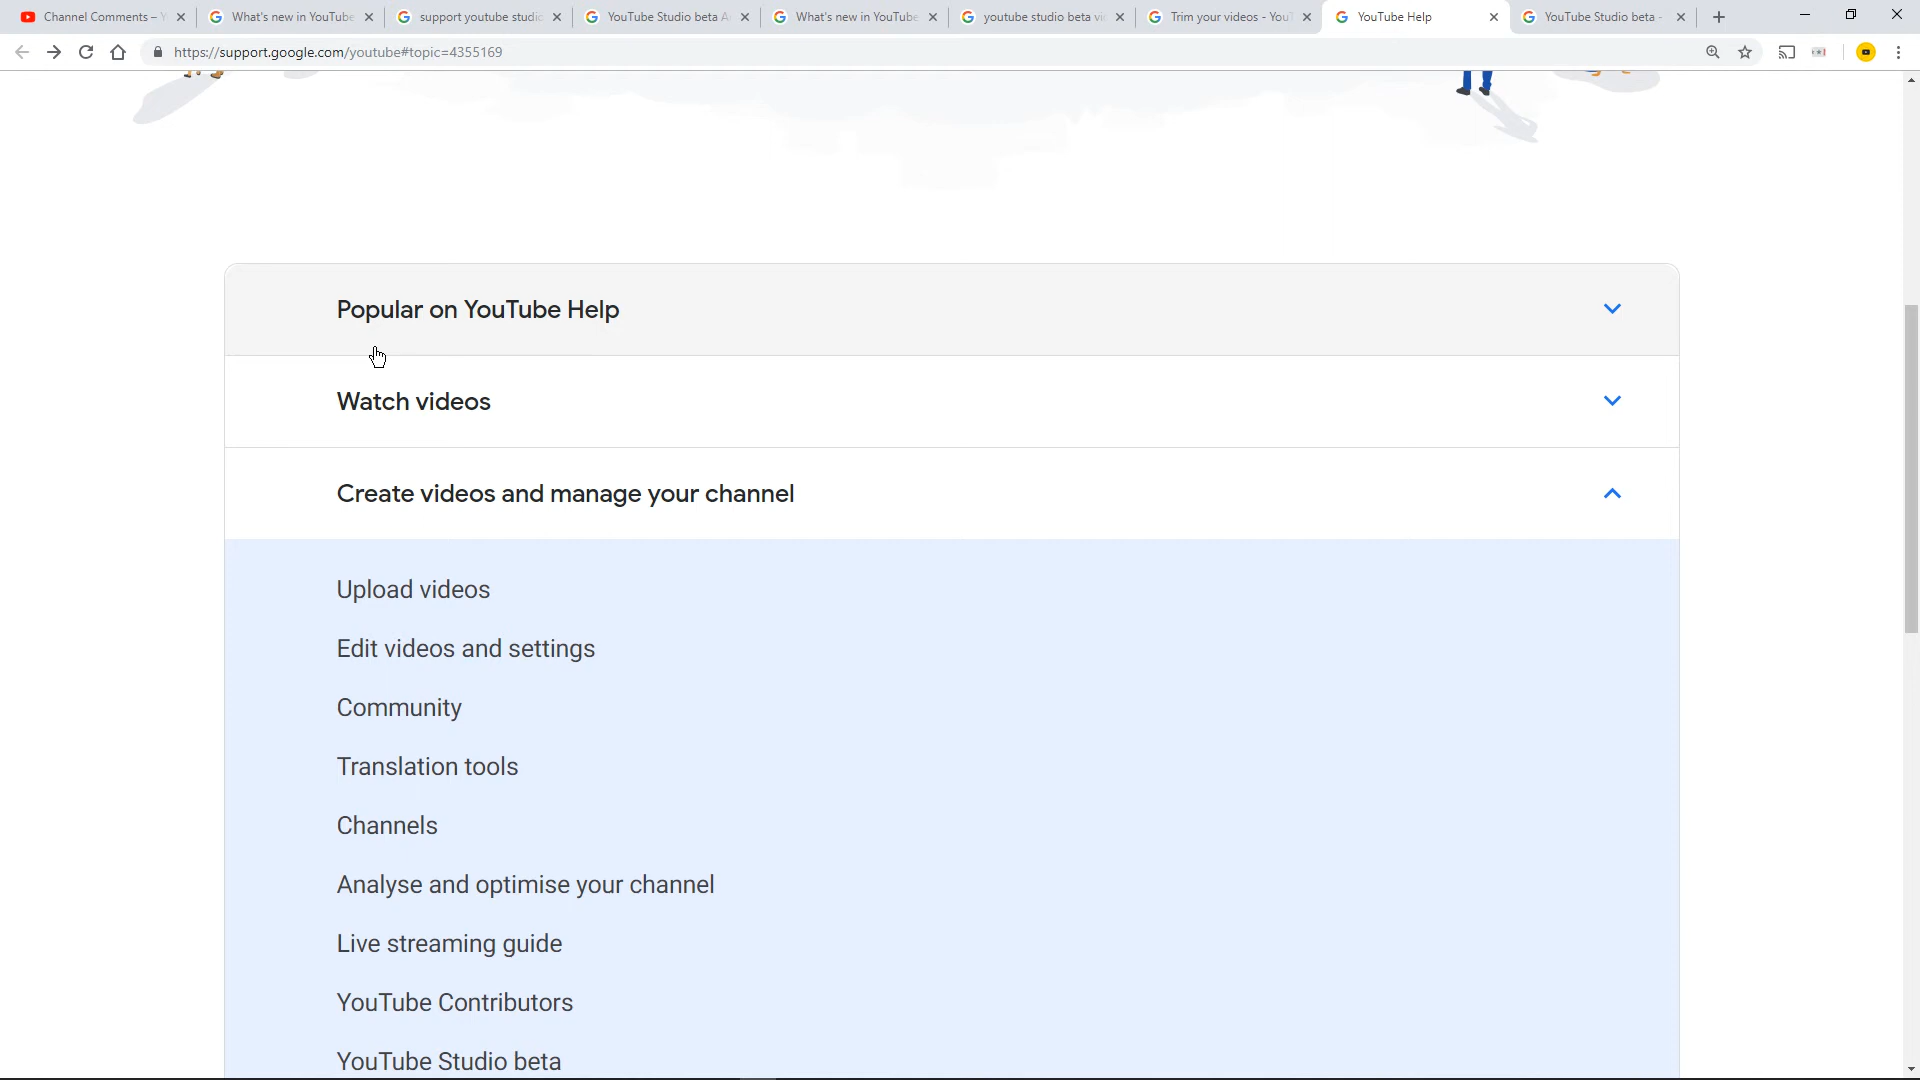 Channel Comments – Y
What's new in YouTube
support youtube studio
YouTube Studio beta A
What's new in YouTube
youtube studio beta vi
Trim your videos - YouT
YouTube Help
YouTube Studio beta -
https://support.google.com/youtube#topic=4355169
Popular on YouTube Help
Watch videos
Create videos and manage your channel
Upload videos
Edit videos and settings
Community
Translation tools
Channels
Analyse and optimise your channel
Live streaming guide
YouTube Contributors
YouTube Studio beta